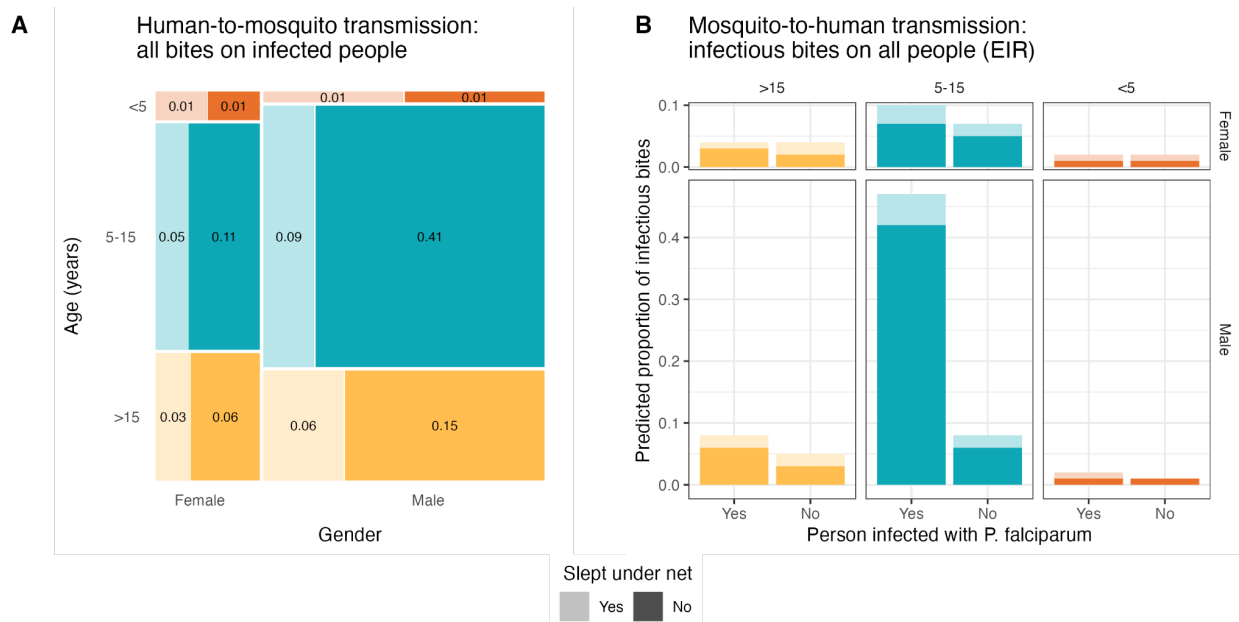 A
Human-to-mosquito transmission:
all bites on infected people
Age (years)
<5
5-15
>15
0.01
0.01
0.01
0.01
0.05
0.11
0.09
0.41
0.03
0.06
0.06
0.15
Female
Male
Gender
B
Mosquito-to-human transmission:
infectious bites on all people (EIR)
>15
5-15
<5
Predicted proportion of infectious bites
0.1
0.0
Female
0.4
0.3
0.2
0.1
0.0
Male
Yes
No
Yes
No
Yes
No
Person infected with P. falciparum
Slept under net
Yes
No